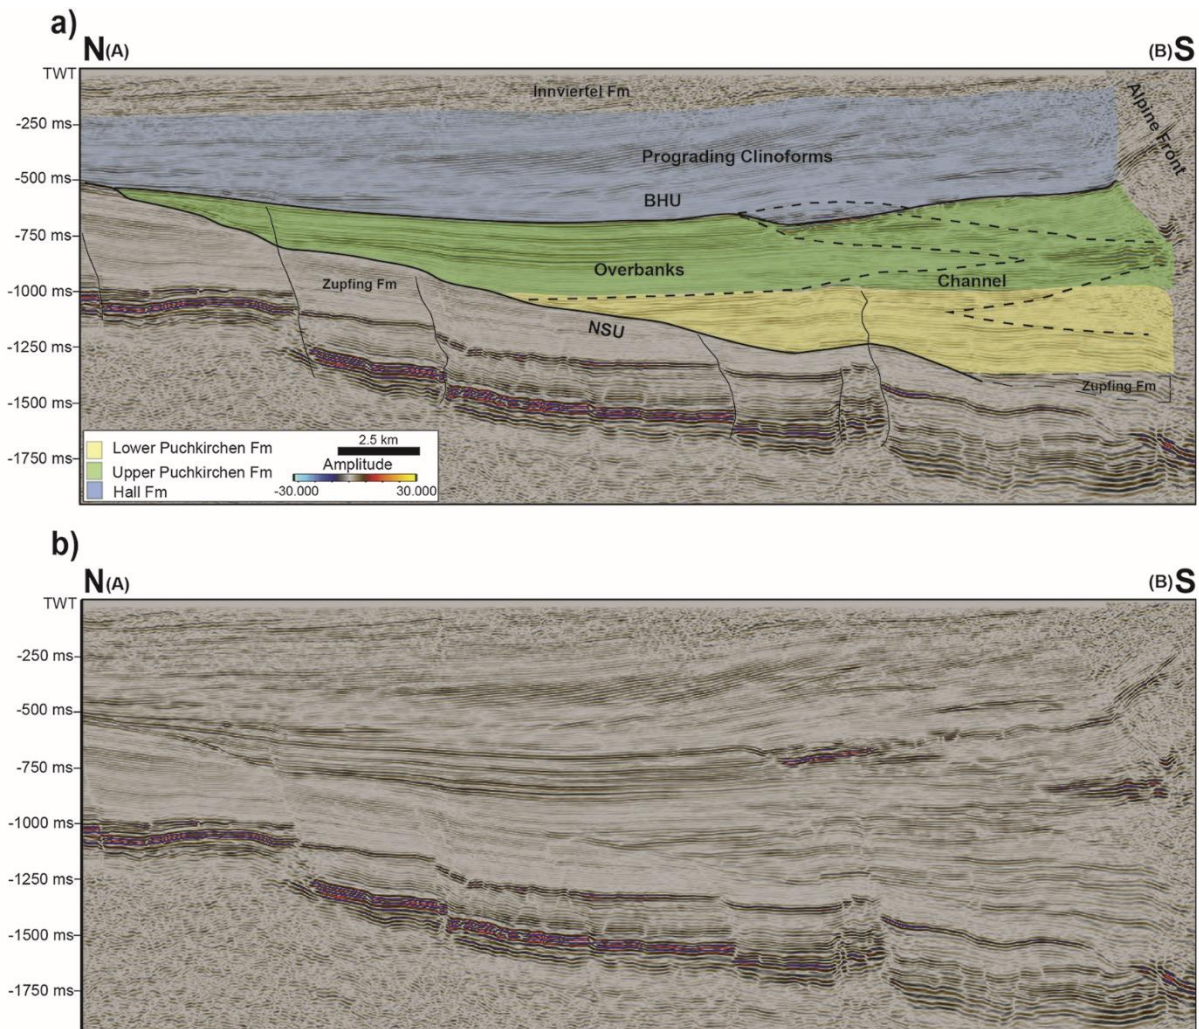 a)
N(A)
(B)S
TWT
Innviertel Fm
Alpine Front
-250 ms
Prograding Clinoforms
-500 ms
BHU
-750 ms
Overbanks
Zupfing Fm
Channel
-1000 ms
NSU
-1250 ms
Zupfing Fm
-1500 ms
-1750 ms
Lower Puchkirchen Fm
Upper Puchkirchen Fm
Hall Fm
2.5 km
Amplitude
-30.000
30.000
b)
N(A)
(B)S
TWT
-250 ms
-500 ms
-750 ms
-1000 ms
-1250 ms
-1500 ms
-1750 ms